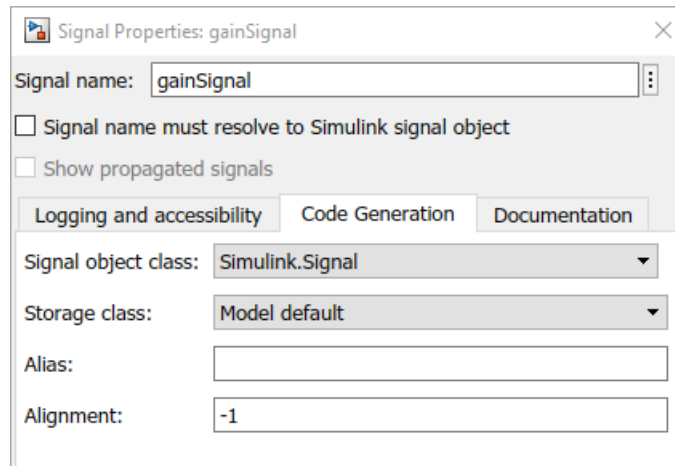 Signal Properties: gainSignal
Signal name: gainSignal
Signal name must resolve to Simulink signal object
Show propagated signals
Logging and accessibility Code Generation Documentation
Signal object class: Simulink.Signal
Storage class: Model default
Alias:
Alignment: -1